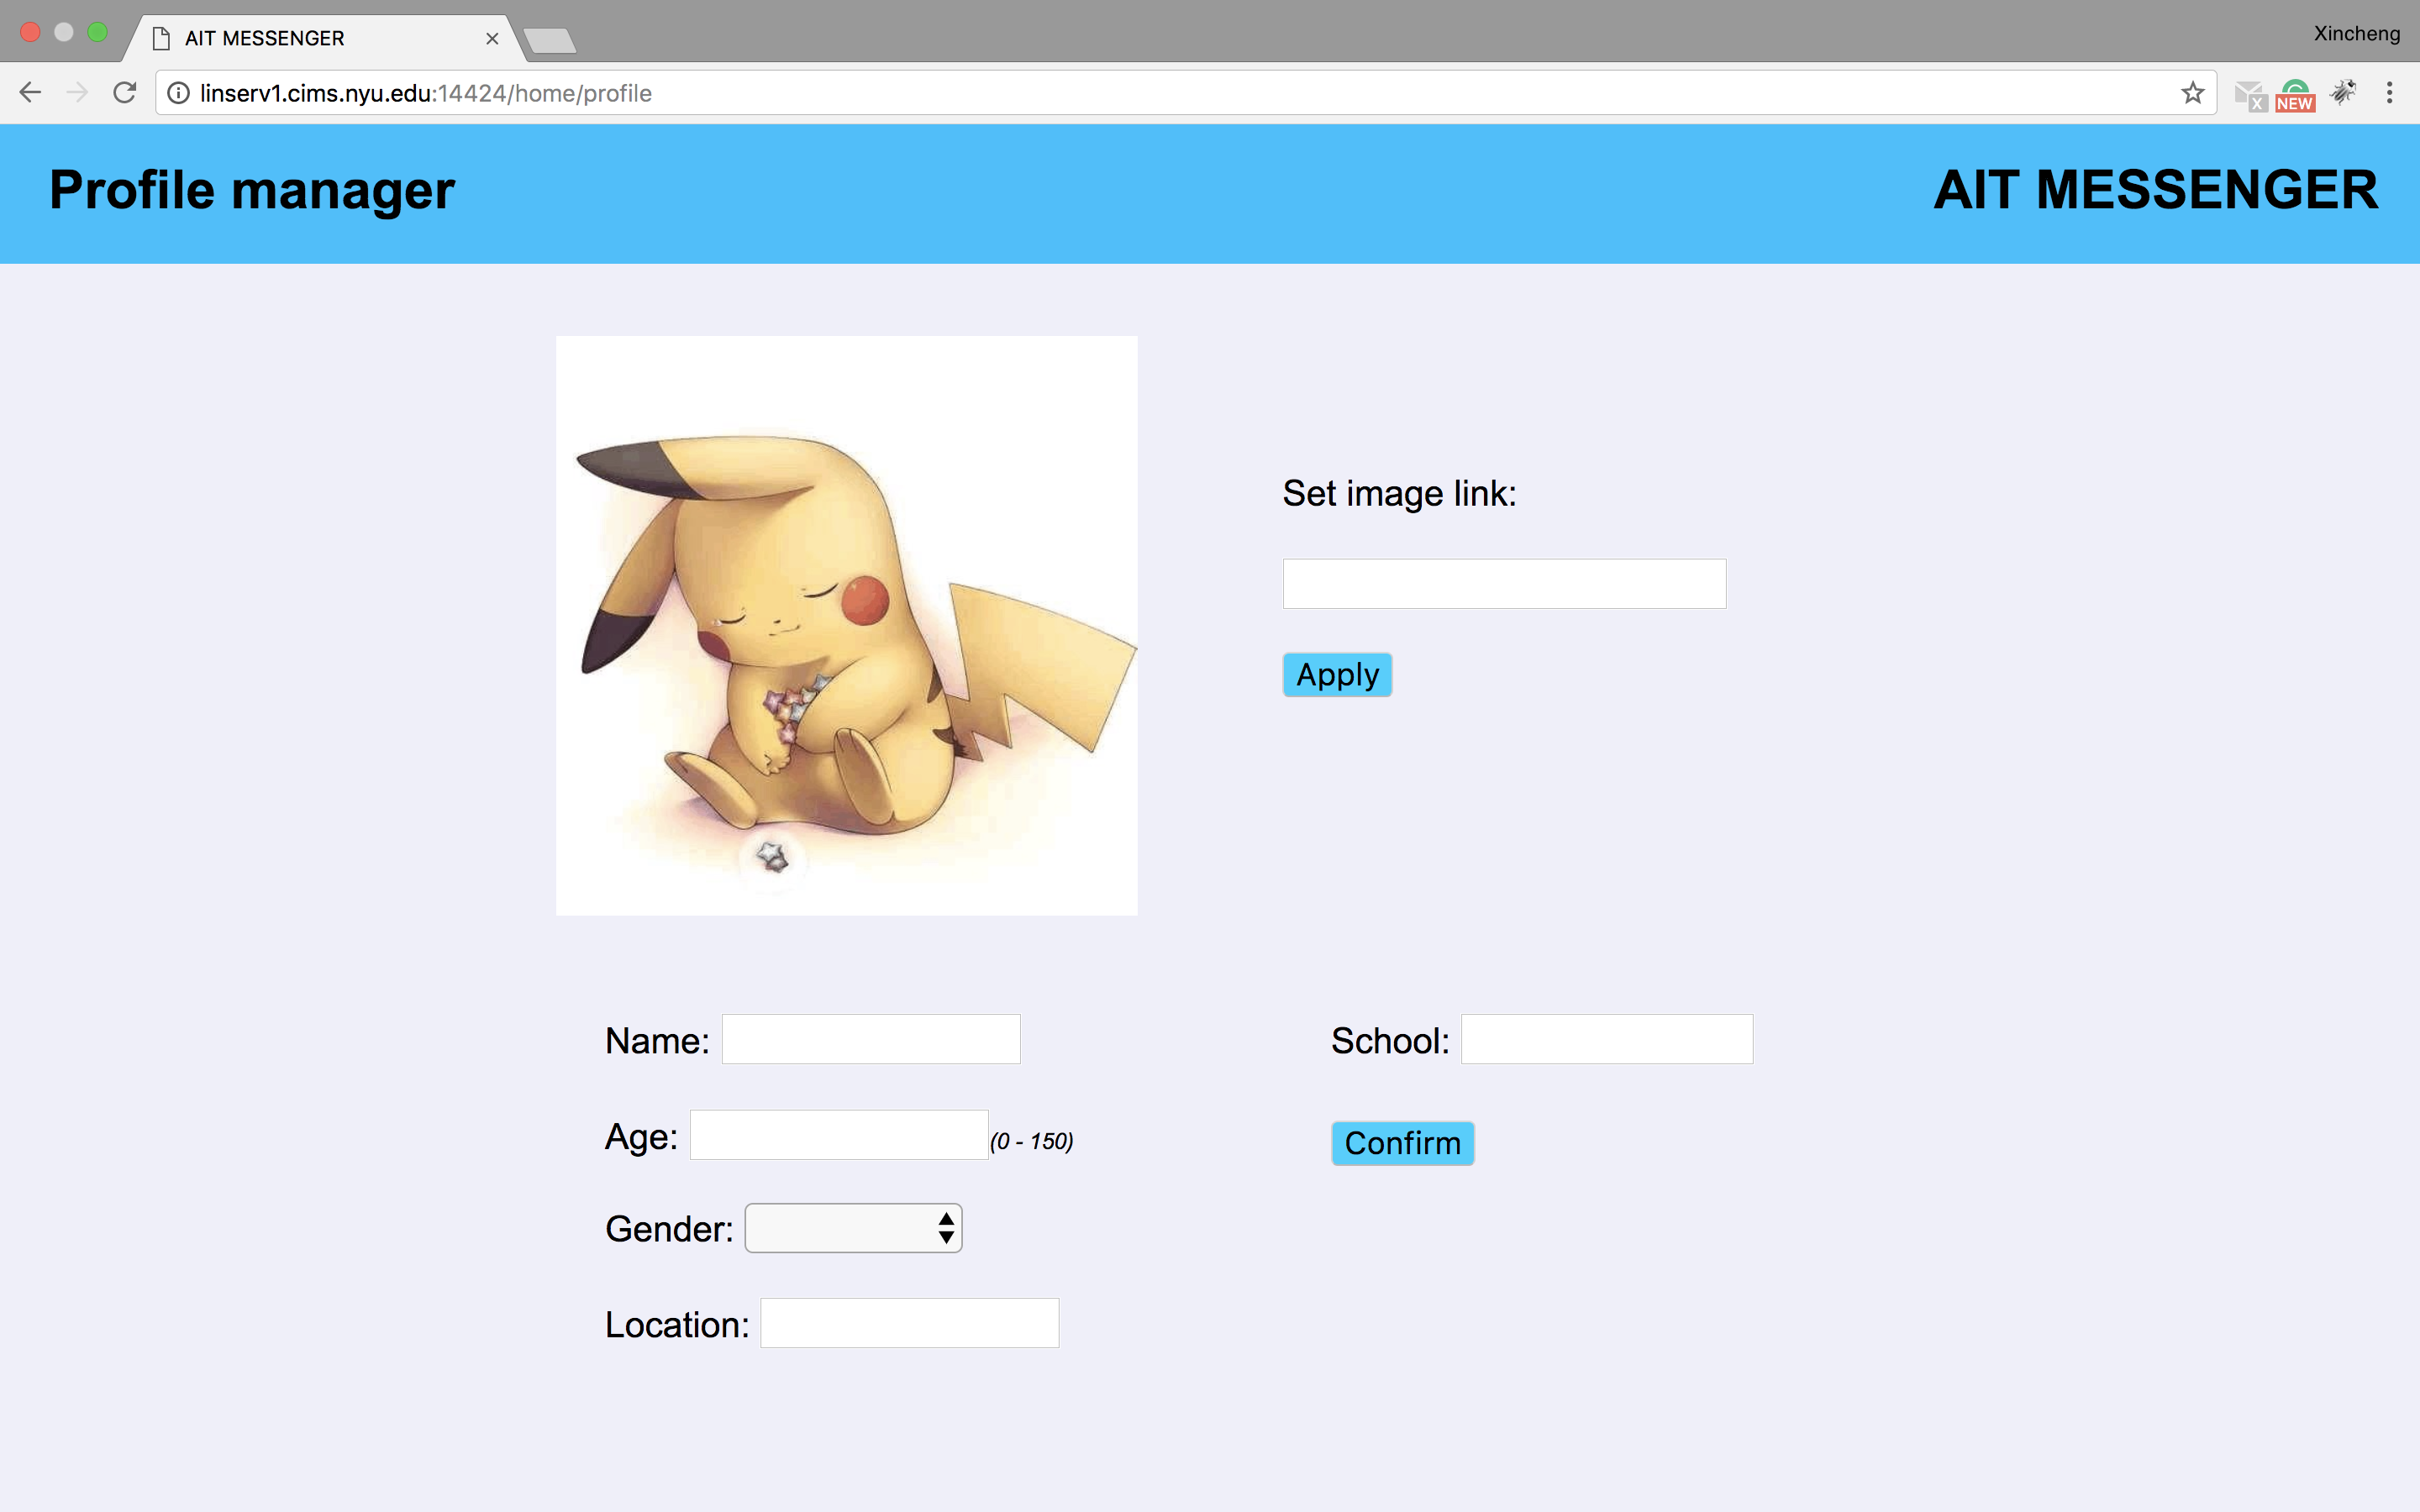 AIT MESSENGER
Xincheng
linserv1.cims.nyu.edu:14424/home/profile
X
NEW
Profile manager
AIT MESSENGER
Set image link:
Apply
Name:
School:
Age:
(0 - 150)
Confirm
Gender:
Location: